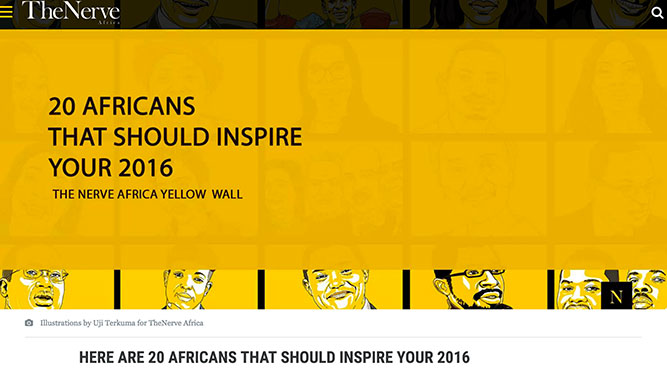 TheNerve
Africa
20 AFRICANS
THAT SHOULD INSPIRE
YOUR 2016
THE NERVE AFRICA YELLOW WALL
N
Illustrations by Uji Terkuma for TheNerve Africa
HERE ARE 20 AFRICANS THAT SHOULD INSPIRE YOUR 2016